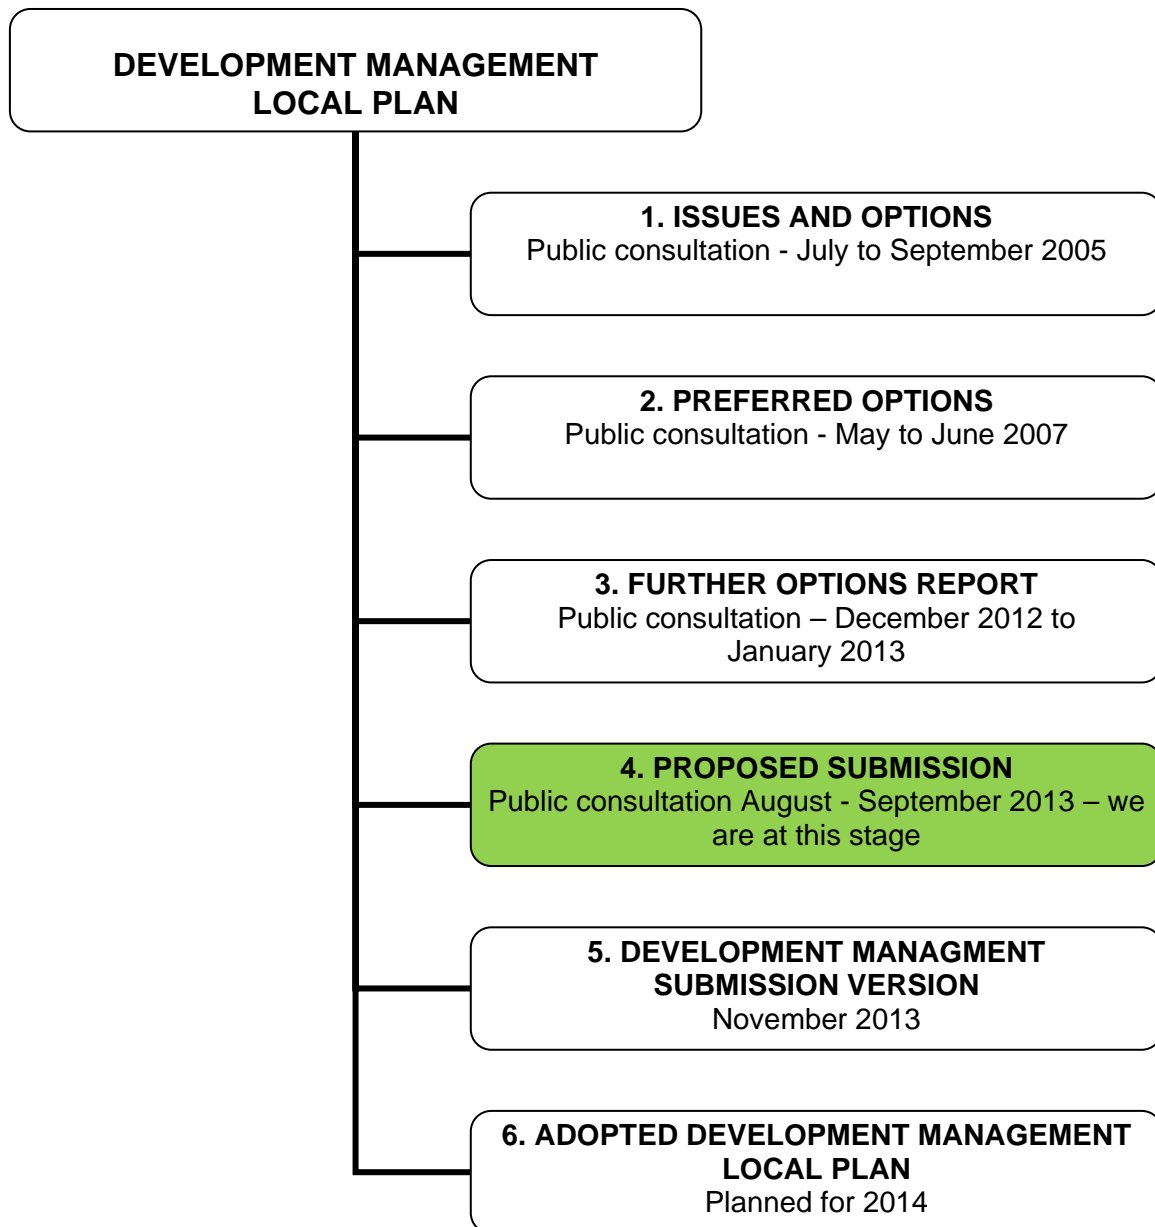 DEVELOPMENT MANAGEMENT
LOCAL PLAN
1. ISSUES AND OPTIONS
Public consultation - July to September 2005
2. PREFERRED OPTIONS
Public consultation - May to June 2007
3. FURTHER OPTIONS REPORT
Public consultation – December 2012 to
January 2013
4. PROPOSED SUBMISSION
Public consultation August - September 2013 – we
are at this stage
5. DEVELOPMENT MANAGMENT
SUBMISSION VERSION
November 2013
6. ADOPTED DEVELOPMENT MANAGEMENT
LOCAL PLAN
Planned for 2014